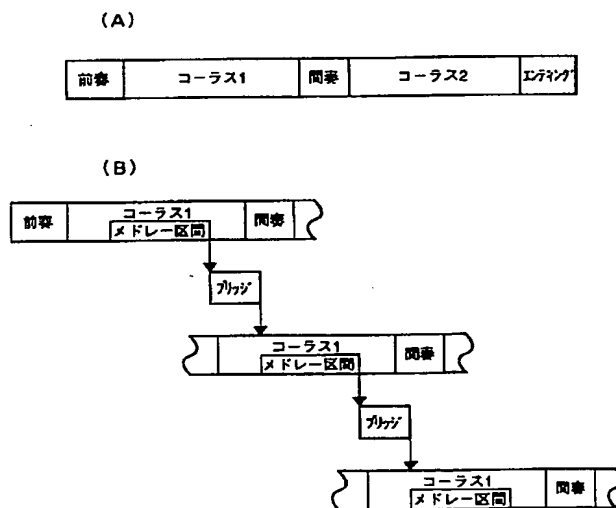 (A)
前奏 コーラス1 間奏 コーラス2 ｴﾝﾃﾞｨﾝｸﾞ
(B)
前奏 コーラス1 間奏
メドレー区間
ﾌﾞﾘｯｼﾞ
コーラス1 間奏
メドレー区間
ﾌﾞﾘｯｼﾞ
コーラス1 間奏
メドレー区間